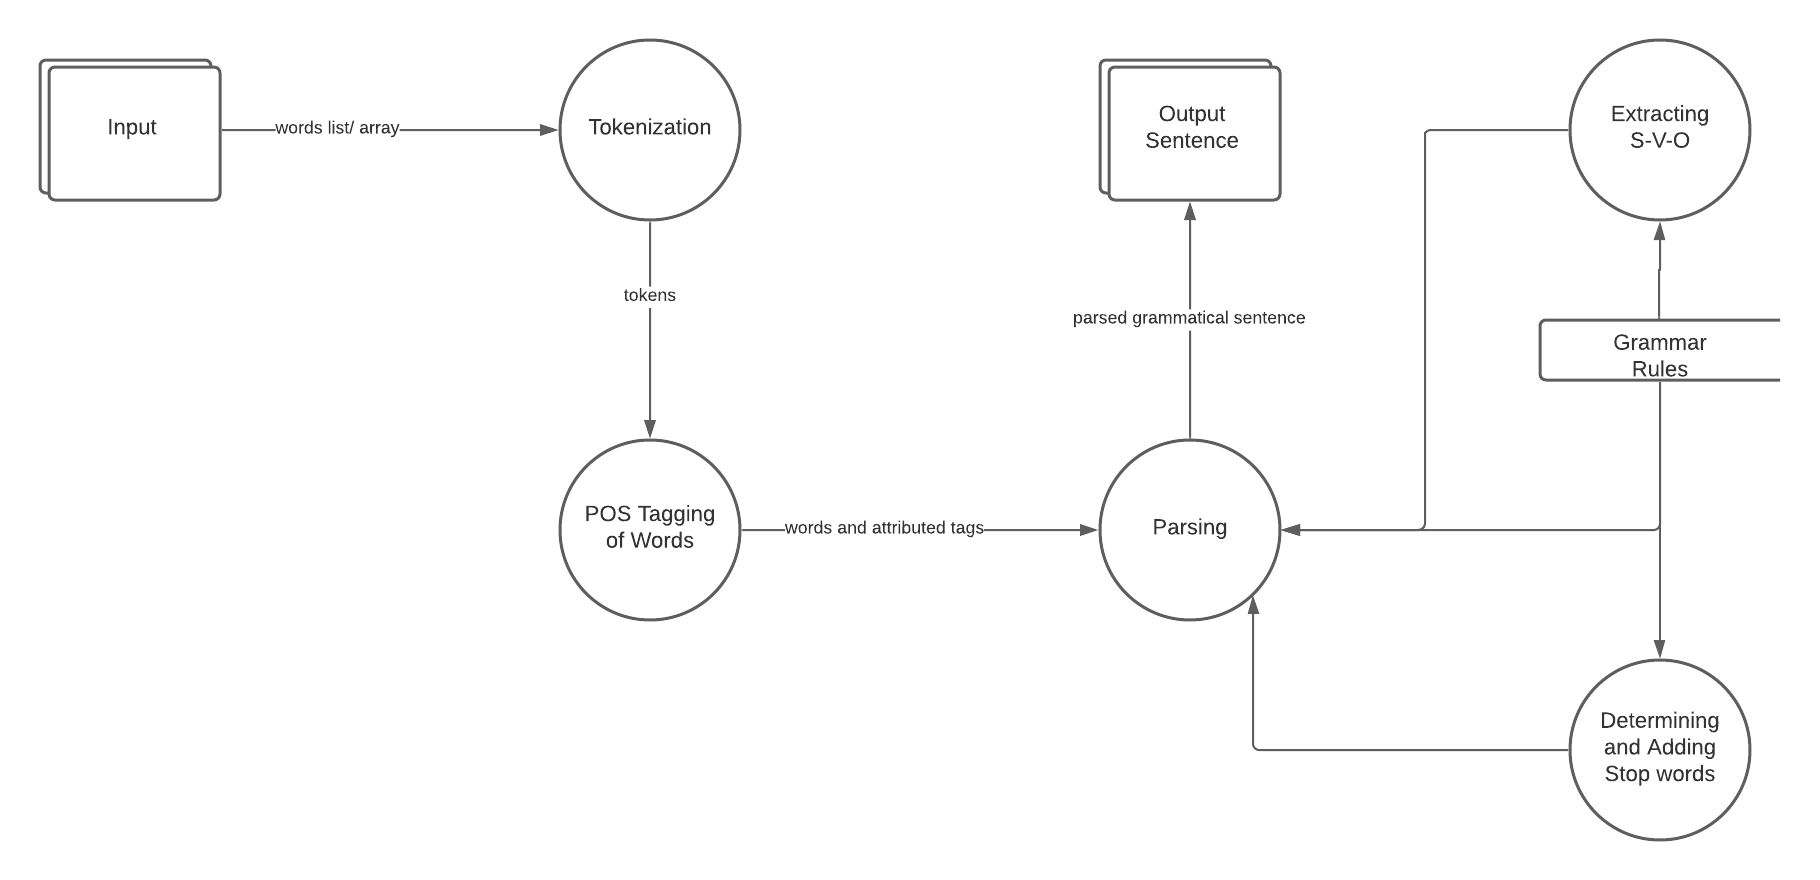 Input
words list/ array
Tokenization
Output
Sentence
Extracting
S-V-O
tokens
parsed grammatical sentence
Grammar
Rules
POS Tagging
of Words
words and attributed tags
Parsing
Determining
and Adding
Stop words